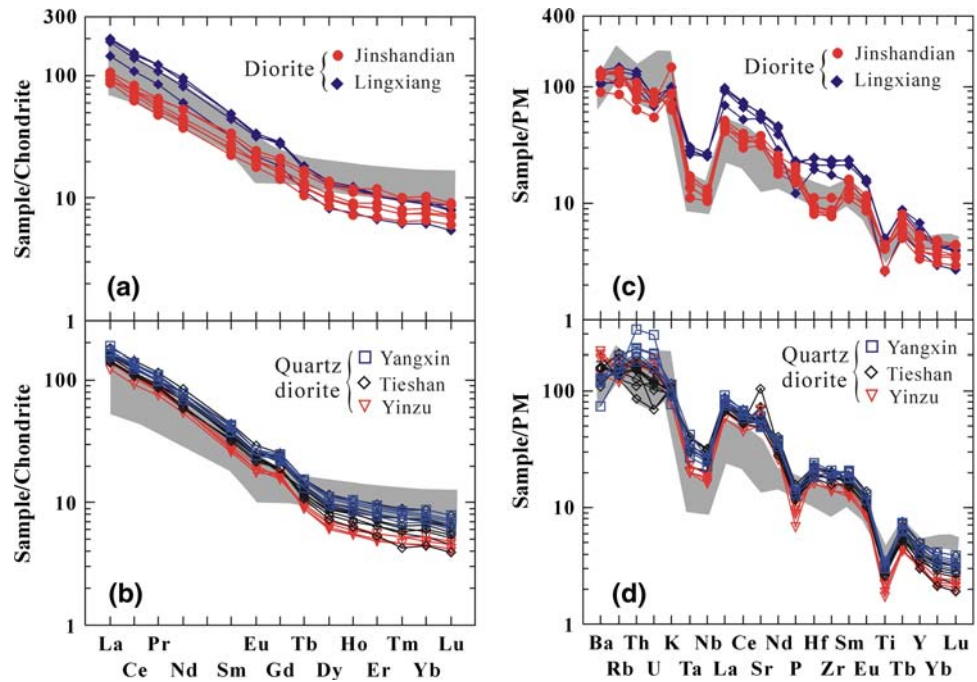 300
100
10
1
Sample/Chondrite
Diorite
Jinshandian
Lingxiang
(a)
400
100
10
1
Sample/PM
Diorite
Jinshandian
Lingxiang
(c)
100
10
1
Sample/Chondrite
Quartz
diorite
Yangxin
Tieshan
Yinzu
(b)
La Pr Eu Tb Ho Tm Lu
Ce Nd Sm Gd Dy Er Yb
100
10
1
Sample/PM
Quartz
diorite
Yangxin
Tieshan
Yinzu
(d)
Ba Th K Nb Ce Nd Hf Sm Ti Y Lu
Rb U Ta La Sr P Zr Eu Tb Yb